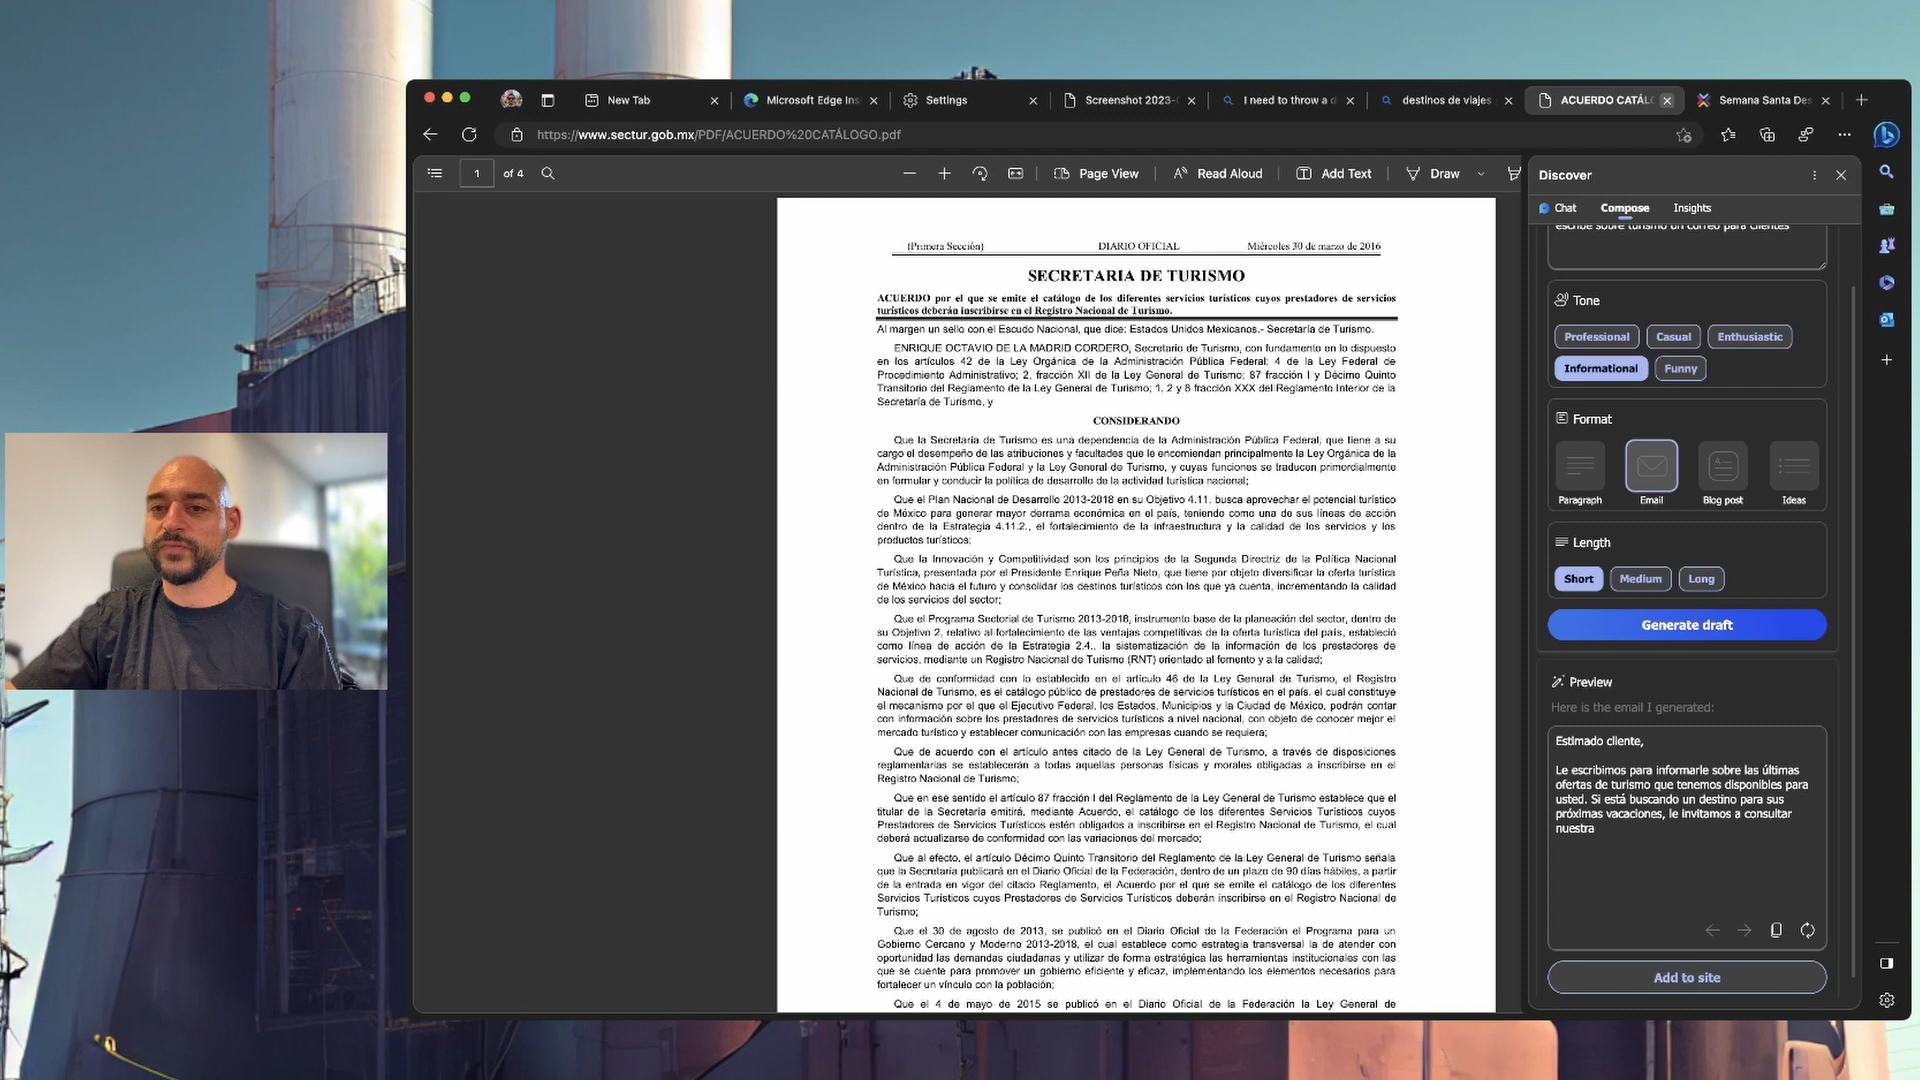 New Tab
Microsoft Edge Ins
Settings
Screenshot 2023-
I need to throw a d
destinos de viajes
ACUERDO CATÁL
Semana Santa Des
https://www.sectur.gob.mx/PDF/ACUERDO%20CATÁLOGO.pdf
1 of 4
Page View
Read Aloud
Add Text
Draw
(Primera Sección) DIARIO OFICIAL Miércoles 30 de marzo de 2016
SECRETARIA DE TURISMO
ACUERDO por el que se emite el catálogo de los diferentes servicios turísticos cuyos prestadores de servicios
turísticos deberán inscribirse en el Registro Nacional de Turismo.
Al margen un sello con el Escudo Nacional, que dice: Estados Unidos Mexicanos.- Secretaría de Turismo.
ENRIQUE OCTAVIO DE LA MADRID CORDERO, Secretario de Turismo, con fundamento en lo dispuesto
en los artículos 42 de la Ley Orgánica de la Administración Pública Federal; 4 de la Ley Federal de
Procedimiento Administrativo; 2, fracción XII de la Ley General de Turismo; 87 fracción I y Décimo Quinto
Transitorio del Reglamento de la Ley General de Turismo; 1, 2 y 8 fracción XXX del Reglamento Interior de la
Secretaría de Turismo, y
CONSIDERANDO
Que la Secretaría de Turismo es una dependencia de la Administración Pública Federal, que tiene a su
cargo el desempeño de las atribuciones y facultades que le encomiendan principalmente la Ley Orgánica de la
Administración Pública Federal y la Ley General de Turismo, y cuyas funciones se traducen primordialmente
en formular y conducir la política de desarrollo de la actividad turística nacional;
Que el Plan Nacional de Desarrollo 2013-2018 en su Objetivo 4.11. busca aprovechar el potencial turístico
de México para generar mayor derrama económica en el país, teniendo como una de sus líneas de acción
dentro de la Estrategia 4.11.2., el fortalecimiento de la infraestructura y la calidad de los servicios y los
productos turísticos;
Que la Innovación y Competitividad son los principios de la Segunda Directriz de la Política Nacional
Turística, presentada por el Presidente Enrique Peña Nieto, que tiene por objeto diversificar la oferta turística
de México hacia el futuro y consolidar los destinos turísticos con los que ya cuenta, incrementando la calidad
de los servicios del sector;
Que el Programa Sectorial de Turismo 2013-2018, instrumento base de la planeación del sector, dentro de
su Objetivo 2, relativo al fortalecimiento de las ventajas competitivas de la oferta turística del país, estableció
como línea de acción de la Estrategia 2.4., la sistematización de la información de los prestadores de
servicios, mediante un Registro Nacional de Turismo (RNT) orientado al fomento y a la calidad;
Que de conformidad con lo establecido en el artículo 46 de la Ley General de Turismo, el Registro
Nacional de Turismo, es el catálogo público de prestadores de servicios turísticos en el país, el cual constituye
el mecanismo por el que el Ejecutivo Federal, los Estados, Municipios y la Ciudad de México, podrán contar
con información sobre los prestadores de servicios turísticos a nivel nacional, con objeto de conocer mejor el
mercado turístico y establecer comunicación con las empresas cuando se requiera;
Que de acuerdo con el artículo antes citado de la Ley General de Turismo, a través de disposiciones
reglamentarias se establecerán a todas aquellas personas físicas y morales obligadas a inscribirse en el
Registro Nacional de Turismo;
Que en ese sentido el artículo 87 fracción I del Reglamento de la Ley General de Turismo establece que el
titular de la Secretaría emitirá, mediante Acuerdo, el catálogo de los diferentes Servicios Turísticos cuyos
Prestadores de Servicios Turísticos estén obligados a inscribirse en el Registro Nacional de Turismo, el cual
deberá actualizarse de conformidad con las variaciones del mercado;
Que al efecto, el artículo Décimo Quinto Transitorio del Reglamento de la Ley General de Turismo señala
que la Secretaría publicará en el Diario Oficial de la Federación, dentro de un plazo de 90 días hábiles, a partir
de la entrada en vigor del citado Reglamento, el Acuerdo por el que se emite el catálogo de los diferentes
Servicios Turísticos cuyos Prestadores de Servicios Turísticos deberán inscribirse en el Registro Nacional de
Turismo;
Que el 30 de agosto de 2013, se publicó en el Diario Oficial de la Federación el Programa para un
Gobierno Cercano y Moderno 2013-2018, el cual establece como estrategia transversal la de atender con
oportunidad las demandas ciudadanas y utilizar de forma estratégica las herramientas institucionales con las
que se cuente para promover un gobierno eficiente y eficaz, implementando los elementos necesarios para
fortalecer un vínculo con la población;
Que el 4 de mayo de 2015 se publicó en el Diario Oficial de la Federación la Ley General de
Discover
Chat Compose Insights
escribe sobre turismo un correo para clientes
Tone
Professional Casual Enthusiastic
Informational Funny
Format
Paragraph Email Blog post Ideas
Length
Short Medium Long
Generate draft
Preview
Here is the email I generated:
Estimado cliente,
Le escribimos para informarle sobre las últimas
ofertas de turismo que tenemos disponibles para
usted. Si está buscando un destino para sus
próximas vacaciones, le invitamos a consultar
nuestra
Add to site